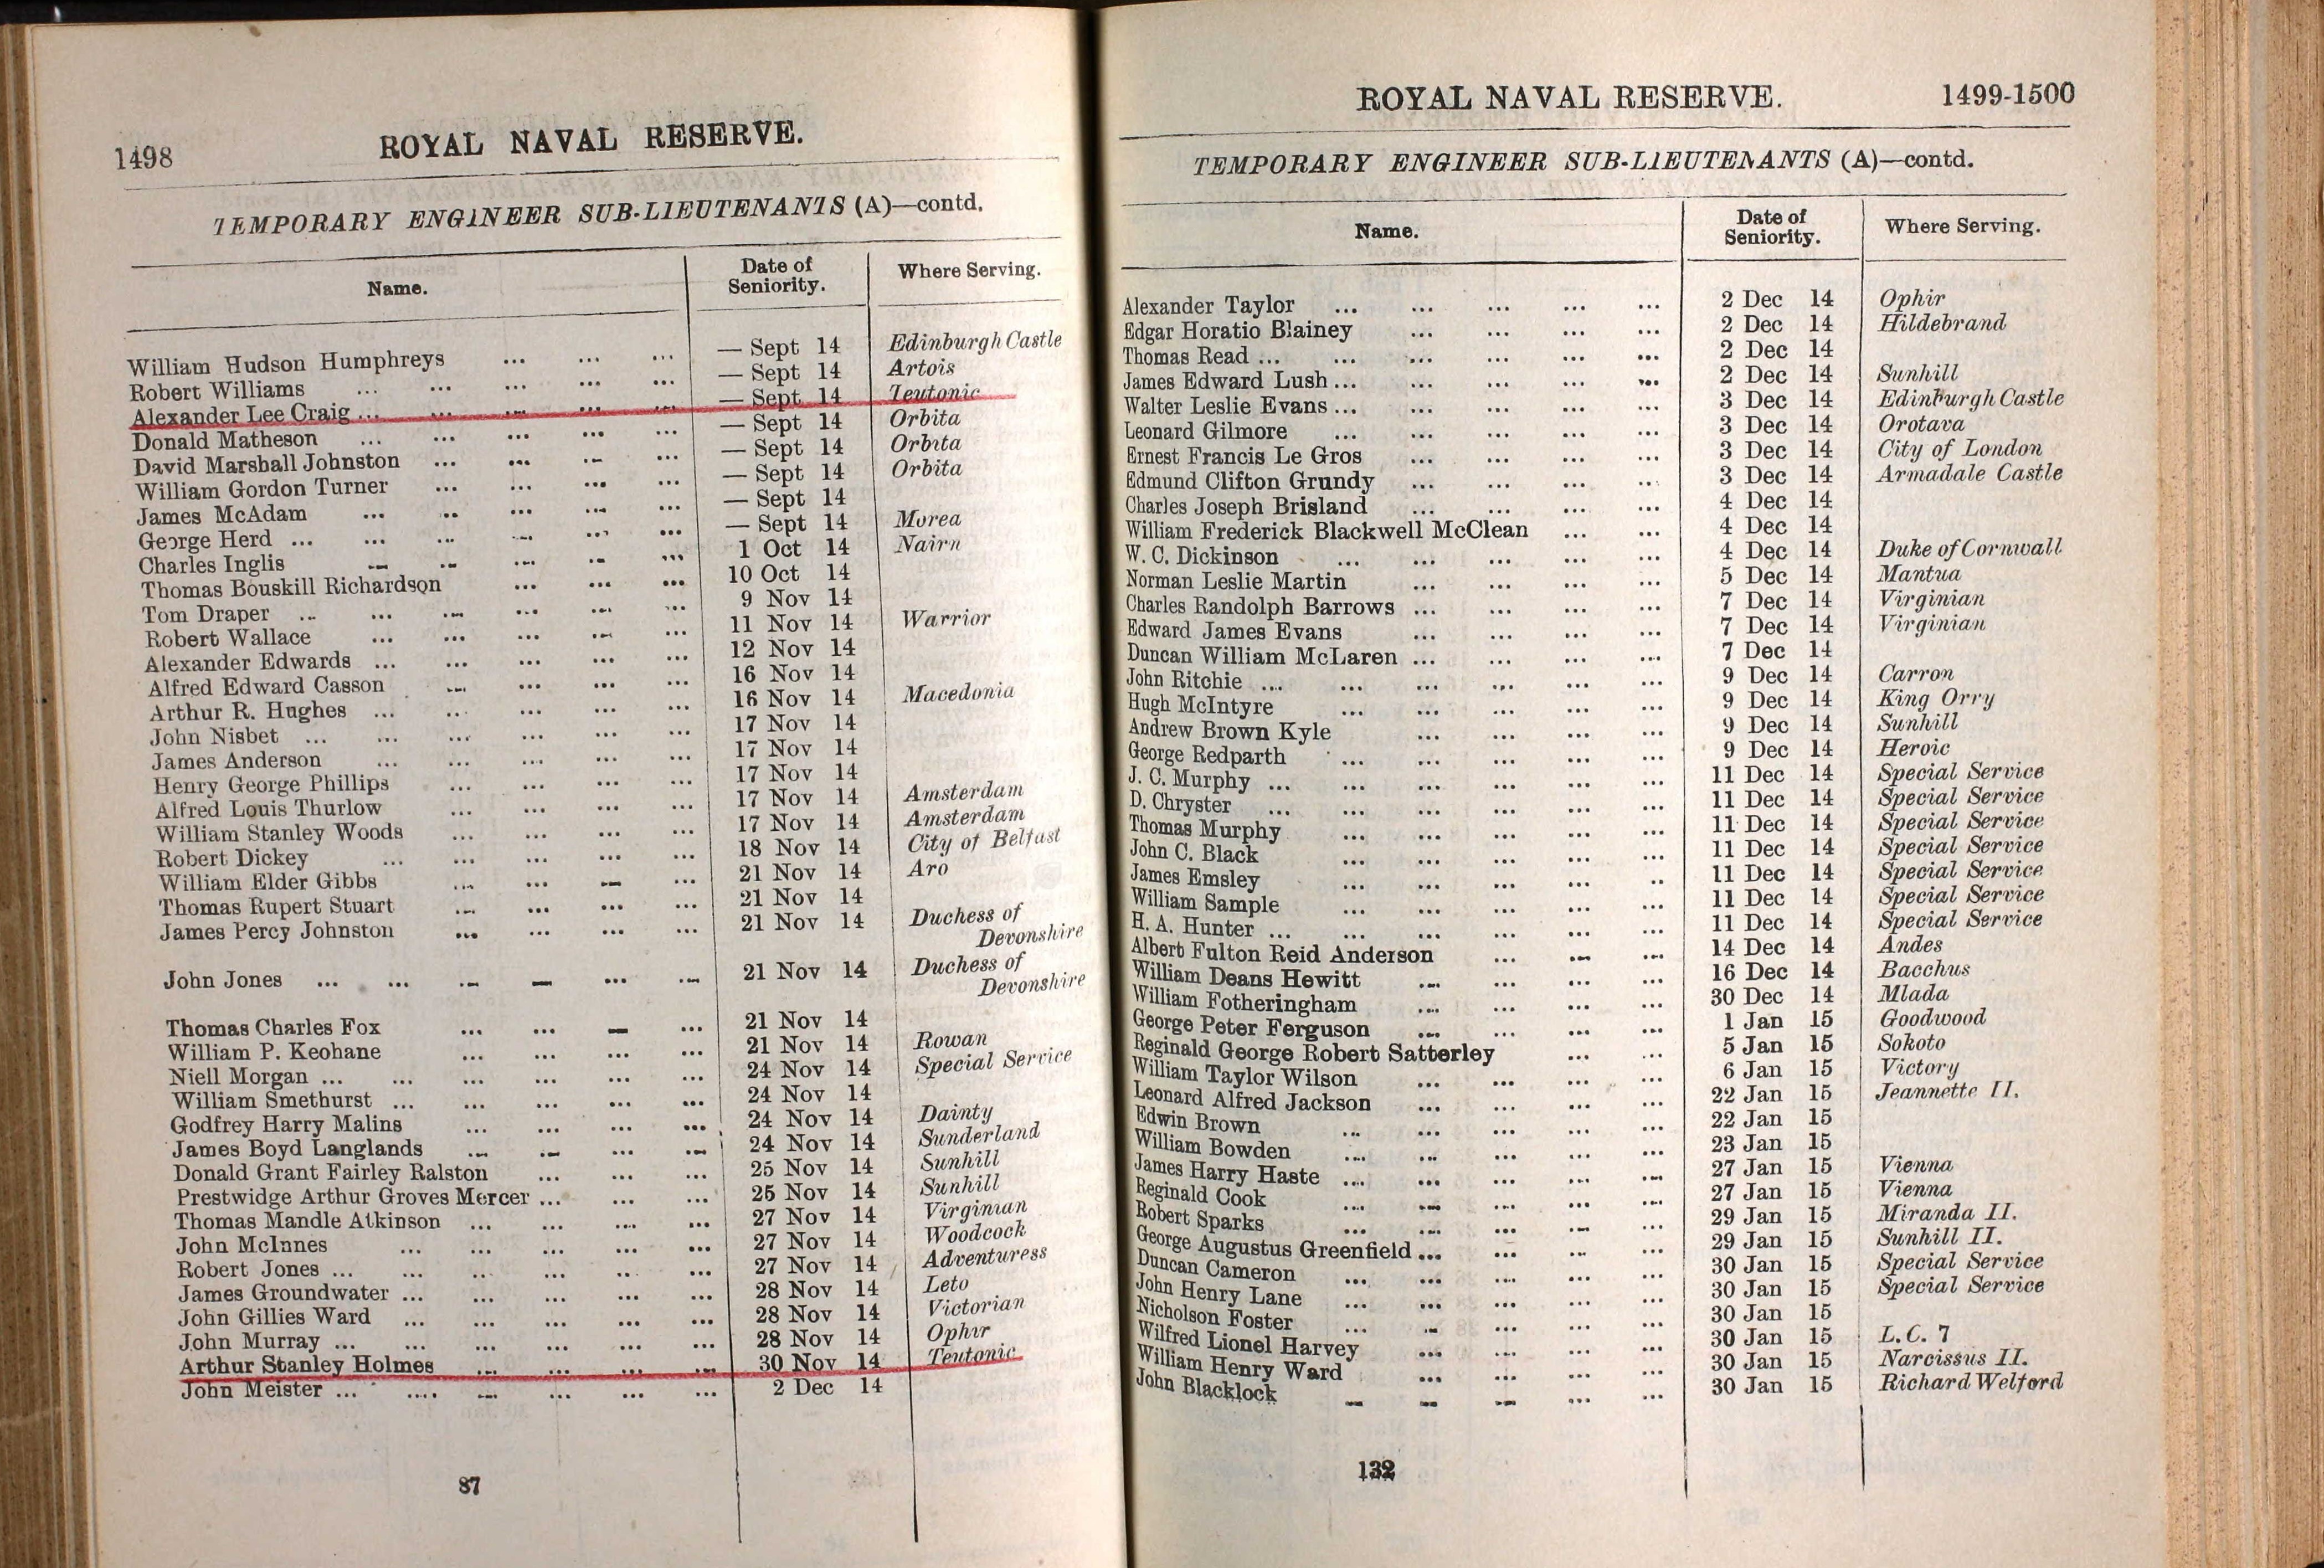 1498
ROYAL NAVAL RESERVE.
TEMPORARY ENGINEER SUB-LIEUTENANTS (A)—contd.
Name. Date of Seniority. Where Serving.
William Hudson Humphreys ... ... ... — Sept 14 Edinburgh Castle
Robert Williams ... ... ... ... ... — Sept 14 Artois
Alexander Lee Craig ... ... ... ... ... — Sept 14 Teutonic
Donald Matheson ... ... ... ... ... — Sept 14 Orbita
David Marshall Johnston ... ... ... ... — Sept 14 Orbita
William Gordon Turner ... ... ... ... — Sept 14 Orbita
James McAdam ... ... ... ... ... — Sept 14
George Herd ... ... ... ... ... ... — Sept 14 Morea
Charles Inglis ... ... ... ... ... 1 Oct 14 Nairn
Thomas Bouskill Richardson ... ... ... 10 Oct 14
Tom Draper ... ... ... ... ... ... 9 Nov 14
Robert Wallace ... ... ... ... ... 11 Nov 14 Warrior
Alexander Edwards ... ... ... ... ... 12 Nov 14
Alfred Edward Casson ... ... ... ... 16 Nov 14
Arthur R. Hughes ... ... ... ... ... 16 Nov 14 Macedonia
John Nisbet ... ... ... ... ... ... 17 Nov 14
James Anderson ... ... ... ... ... 17 Nov 14
Henry George Phillips ... ... ... ... 17 Nov 14
Alfred Louis Thurlow ... ... ... ... 17 Nov 14 Amsterdam
William Stanley Woods ... ... ... ... 17 Nov 14 Amsterdam
Robert Dickey ... ... ... ... ... 18 Nov 14 City of Belfast
William Elder Gibbs ... ... ... ... 21 Nov 14 Aro
Thomas Rupert Stuart ... ... ... ... 21 Nov 14
James Percy Johnston ... ... ... ... 21 Nov 14 Duchess of
Devonshire
John Jones ... ... ... ... ... ... 21 Nov 14 Duchess of
Devonshire
Thomas Charles Fox ... ... ... ... 21 Nov 14
William P. Keohane ... ... ... ... 21 Nov 14 Rowan
Niell Morgan ... ... ... ... ... ... 24 Nov 14 Special Service
William Smethurst ... ... ... ... ... 24 Nov 14
Godfrey Harry Malins ... ... ... ... 24 Nov 14 Dainty
James Boyd Langlands ... ... ... ... 24 Nov 14 Sunderland
Donald Grant Fairley Ralston ... ... ... 25 Nov 14 Sunhill
Prestwidge Arthur Groves Mercer ... ... ... 25 Nov 14 Sunhill
Thomas Mandle Atkinson ... ... ... ... 27 Nov 14 Virginian
John McInnes ... ... ... ... ... 27 Nov 14 Woodcock
Robert Jones ... ... ... ... ... ... 27 Nov 14 Adventuress
James Groundwater ... ... ... ... ... 28 Nov 14 Leto
John Gillies Ward ... ... ... ... ... 28 Nov 14 Victorian
John Murray ... ... ... ... ... ... 28 Nov 14 Ophir
Arthur Stanley Holmes ... ... ... ... 30 Nov 14 Teutonic
John Meister ... ... ... ... ... ... 2 Dec 14
87
ROYAL NAVAL RESERVE.
1499-1500
TEMPORARY ENGINEER SUB-LIEUTENANTS (A)—contd.
Name. Date of Seniority. Where Serving.
Alexander Taylor ... ... ... ... ... 2 Dec 14 Ophir
Edgar Horatio Blainey ... ... ... ... 2 Dec 14 Hildebrand
Thomas Read ... ... ... ... ... ... 2 Dec 14
James Edward Lush ... ... ... ... ... 2 Dec 14 Sunhill
Walter Leslie Evans ... ... ... ... ... 3 Dec 14 Edinburgh Castle
Leonard Gilmore ... ... ... ... ... 3 Dec 14 Orotava
Ernest Francis Le Gros ... ... ... ... 3 Dec 14 City of London
Edmund Clifton Grundy ... ... ... ... 3 Dec 14 Armadale Castle
Charles Joseph Brisland ... ... ... ... 4 Dec 14
William Frederick Blackwell McClean ... ... 4 Dec 14
W. C. Dickinson ... ... ... ... ... 4 Dec 14 Duke of Cornwall
Norman Leslie Martin ... ... ... ... 5 Dec 14 Mantua
Charles Randolph Barrows ... ... ... ... 7 Dec 14 Virginian
Edward James Evans ... ... ... ... 7 Dec 14 Virginian
Duncan William McLaren ... ... ... ... 7 Dec 14
John Ritchie ... ... ... ... ... ... 9 Dec 14 Carron
Hugh McIntyre ... ... ... ... ... 9 Dec 14 King Orry
Andrew Brown Kyle ... ... ... ... 9 Dec 14 Sunhill
George Redparth ... ... ... ... ... 9 Dec 14 Heroic
J. C. Murphy ... ... ... ... ... ... 11 Dec 14 Special Service
D. Chryster ... ... ... ... ... ... 11 Dec 14 Special Service
Thomas Murphy ... ... ... ... ... 11 Dec 14 Special Service
John C. Black ... ... ... ... ... 11 Dec 14 Special Service
James Emsley ... ... ... ... ... 11 Dec 14 Special Service
William Sample ... ... ... ... ... 11 Dec 14 Special Service
H. A. Hunter ... ... ... ... ... ... 11 Dec 14 Special Service
Albert Fulton Reid Anderson ... ... ... 14 Dec 14 Andes
William Deans Hewitt ... ... ... ... 16 Dec 14 Bacchus
William Fotheringham ... ... ... ... 30 Dec 14 Mlada
George Peter Ferguson ... ... ... ... 1 Jan 15 Goodwood
Reginald George Robert Satterley ... ... 5 Jan 15 Sokoto
William Taylor Wilson ... ... ... ... 6 Jan 15 Victory
Leonard Alfred Jackson ... ... ... ... 22 Jan 15 Jeannette II.
Edwin Brown ... ... ... ... ... 22 Jan 15
William Bowden ... ... ... ... ... 23 Jan 15
James Harry Haste ... ... ... ... ... 27 Jan 15 Vienna
Reginald Cook ... ... ... ... ... 27 Jan 15 Vienna
Robert Sparks ... ... ... ... ... 29 Jan 15 Miranda II.
George Augustus Greenfield ... ... ... ... 29 Jan 15 Sunhill II.
Duncan Cameron ... ... ... ... ... 30 Jan 15 Special Service
John Henry Lane ... ... ... ... ... 30 Jan 15 Special Service
Nicholson Foster ... ... ... ... ... 30 Jan 15
Wilfred Lionel Harvey ... ... ... ... 30 Jan 15 L.C. 7
William Henry Ward ... ... ... ... 30 Jan 15 Narcissus II.
John Blacklock ... ... ... ... ... 30 Jan 15 Richard Welford
132